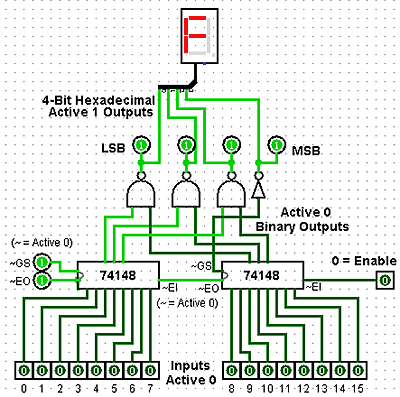 F
4-Bit Hexadecimal
Active 1 Outputs
LSB
1
1
1
1
MSB
Active 0
Binary Outputs
(~ = Active 0)
~GS
1
~EO
1
74148
~EI
(~ = Active 0)
~GS
~EO
74148
~EI
0 = Enable
0
Inputs
Active 0
0 0 0 0 0 0 0 0
0 0 0 0 0 0 0 0
0 1 2 3 4 5 6 7
8 9 10 11 12 13 14 15